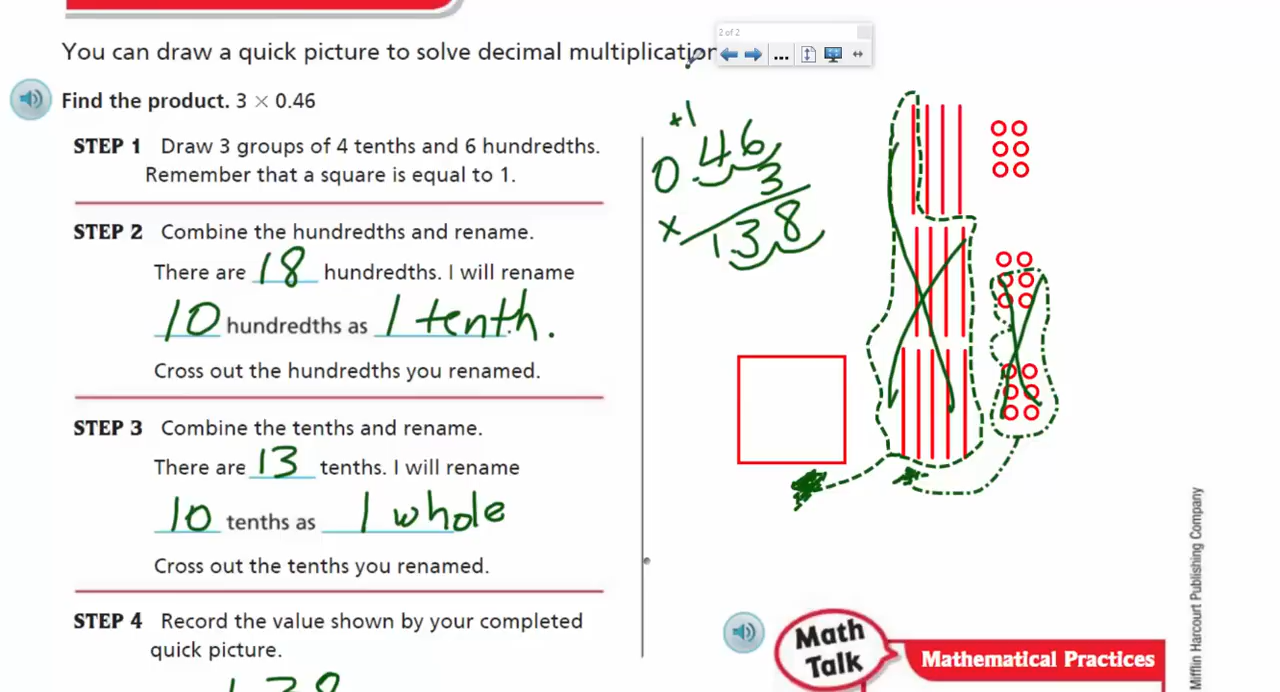 You can draw a quick picture to solve decimal multiplication
2 of 2
Find the product. 3 × 0.46
STEP 1 Draw 3 groups of 4 tenths and 6 hundredths.
Remember that a square is equal to 1.
STEP 2 Combine the hundredths and rename.
There are 18 hundredths. I will rename
10 hundredths as 1 tenth.
Cross out the hundredths you renamed.
STEP 3 Combine the tenths and rename.
There are 13 tenths. I will rename
10 tenths as 1 whole
Cross out the tenths you renamed.
STEP 4 Record the value shown by your completed
quick picture.
+1
0.46
× 3
1.38
Math
Talk
Mathematical Practices
Mifflin Harcourt Publishing Company